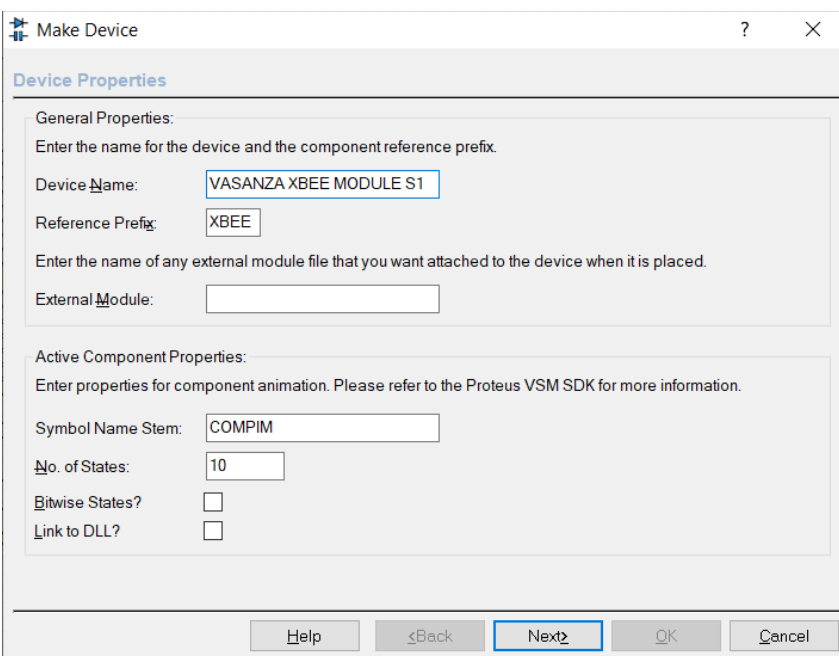 Make Device
?
Device Properties
General Properties:
Enter the name for the device and the component reference prefix.
Device Name: VASANZA XBEE MODULE S1
Reference Prefix: XBEE
Enter the name of any external module file that you want attached to the device when it is placed.
External Module:
Active Component Properties:
Enter properties for component animation. Please refer to the Proteus VSM SDK for more information.
Symbol Name Stem: COMPIM
No. of States: 10
Bitwise States?
Link to DLL?
Help <Back Next> OK Cancel